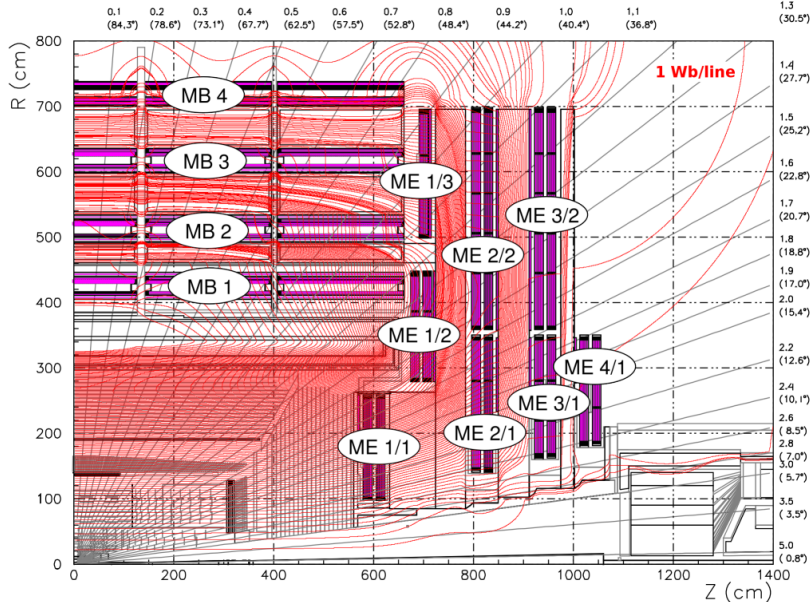 0.1 0.2 0.3 0.4 0.5 0.6 0.7 0.8 0.9 1.0 1.1 1.3
(84.3°) (78.6°) (73.1°) (67.7°) (62.5°) (57.5°) (52.8°) (48.4°) (44.2°) (40.4°) (36.8°) (30.5°)
R (cm)
800
700
600
500
400
300
200
100
0
1 Wb/line
MB 4
MB 3
MB 2
MB 1
ME 1/3
ME 3/2
ME 2/2
ME 1/2
ME 4/1
ME 3/1
ME 2/1
ME 1/1
1.4
(27.7°)
1.5
(25.2°)
1.6
(22.8°)
1.7
(20.7°)
1.8
(18.8°)
1.9
(17.0°)
2.0
(15.4°)
2.2
(12.6°)
2.4
(10.1°)
2.6
( 8.5°)
2.8
( 7.0°)
3.0
( 5.7°)
3.5°)
5.0
( 0.8°)
0 200 400 600 800 1000 1200 1400
Z (cm)